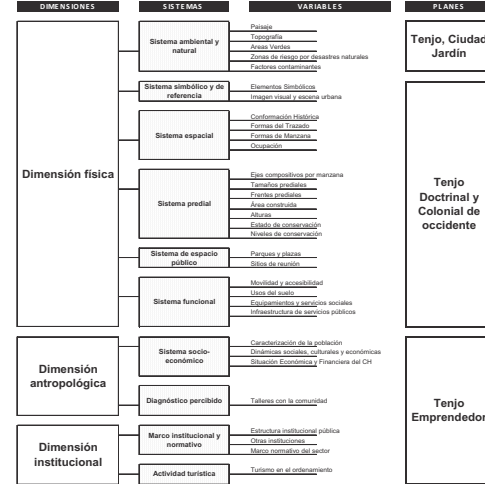 DIMENSIONES
SISTEMAS
VARIABLES
PLANES
Dimensión física
Sistema ambiental y
natural
Paisaje
Topografía
Areas Verdes
Zonas de riesgo por desastres naturales
Factores contaminantes
Tenjo, Ciudad
Jardín
Sistema simbólico y de
referencia
Elementos Simbólicos
Imagen visual y escena urbana
Sistema espacial
Conformación Histórica
Formas del Trazado
Formas de Manzana
Ocupación
Sistema predial
Ejes compositivos por manzana
Tamaños prediales
Frentes prediales
Área construida
Alturas
Estado de conservación
Niveles de conservación
Sistema de espacio
público
Parques y plazas
Sitios de reunión
Sistema funcional
Movilidad y accesibilidad
Usos del suelo
Equipamientos y servicios sociales
Infraestructura de servicios públicos
Tenjo
Doctrinal y
Colonial de
occidente
Dimensión
antropológica
Sistema socio-
económico
Caracterización de la población
Dinámicas sociales, culturales y económicas
Situación Económica y Financiera del CH
Diagnóstico percibido
Talleres con la comunidad
Dimensión
institucional
Marco institucional y
normativo
Estructura institucional pública
Otras instituciones
Marco normativo del sector
Actividad turística
Turismo en el ordenamiento
Tenjo
Emprendedor